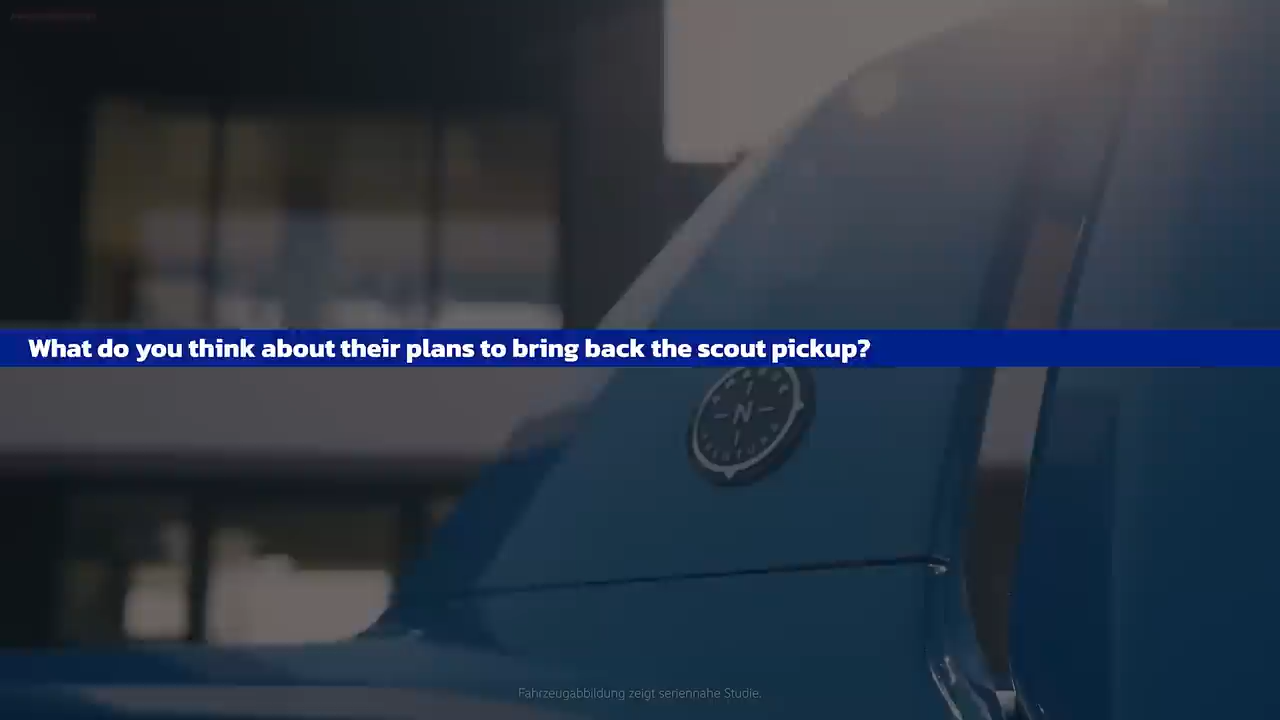 What do you think about their plans to bring back the scout pickup?
N
Fahrzeugabbildung zeigt seriennahe Studie.